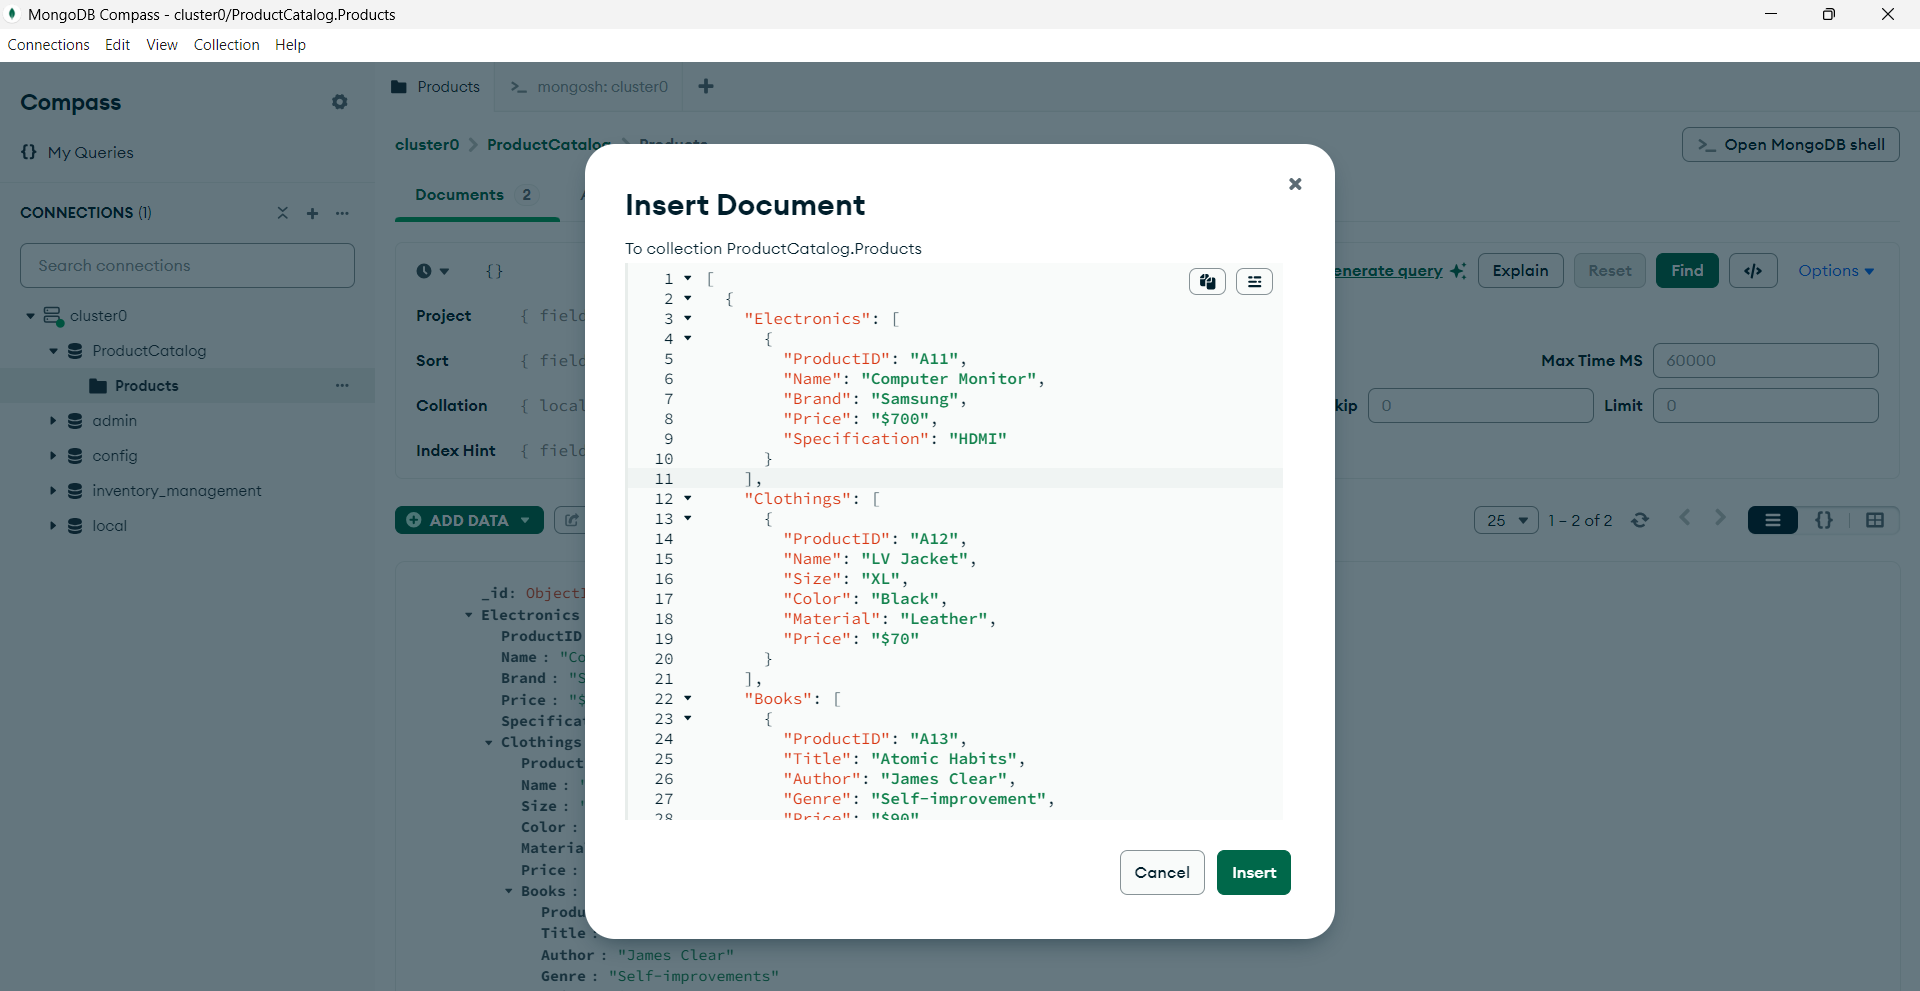 MongoDB Compass - cluster0/ProductCatalog.Products
Connections Edit View Collection Help
Compass
My Queries
CONNECTIONS (1)
Search connections
cluster0
ProductCatalog
Products
admin
config
inventory_management
local
Products
>_ mongosh: cluster0
cluster0 > ProductCatalog > Products
>_ Open MongoDB shell
Documents 2
{}
enerate query
Explain
Reset
Find
</>
Options
Project { field
Sort { field
Max Time MS 60000
Collation { local
kip 0
Limit 0
Index Hint { field
ADD DATA
25
1 – 2 of 2
{}
_id: ObjectI
Electronics
ProductID
Name : "Co
Brand : "S
Price : "$
Specifica
Clothings
Product
Name : "
Size : "
Color :
Materia
Price :
Books :
Produ
Title :
Author : "James Clear"
Genre : "Self-improvements"
Insert Document
To collection ProductCatalog.Products
1 [
2 {
3 "Electronics": [
4 {
5 "ProductID": "A11",
6 "Name": "Computer Monitor",
7 "Brand": "Samsung",
8 "Price": "$700",
9 "Specification": "HDMI"
10 }
11 ],
12 "Clothings": [
13 {
14 "ProductID": "A12",
15 "Name": "LV Jacket",
16 "Size": "XL",
17 "Color": "Black",
18 "Material": "Leather",
19 "Price": "$70"
20 }
21 ],
22 "Books": [
23 {
24 "ProductID": "A13",
25 "Title": "Atomic Habits",
26 "Author": "James Clear",
27 "Genre": "Self-improvement",
28 "Price": "$90"
Cancel
Insert